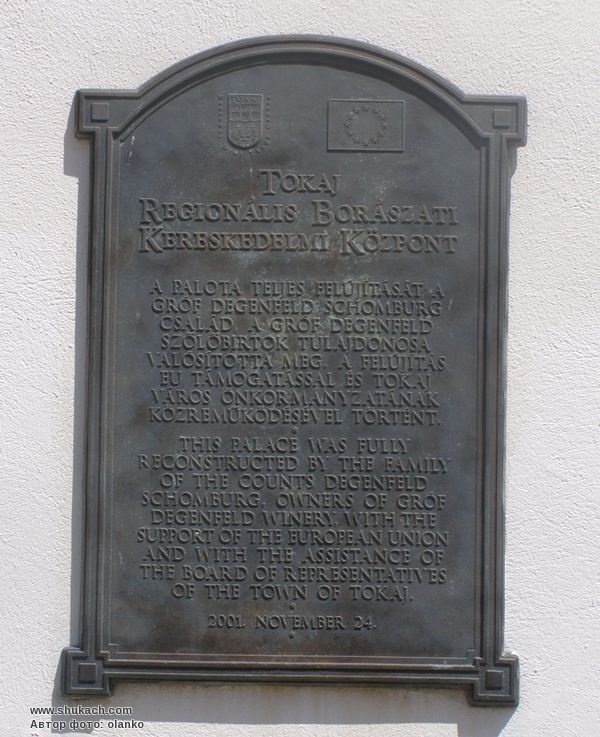 TOKAJ
TOKAJ
REGIONÁLIS BORÁSZATI
KERESKEDELMI KÖZPONT
A PALOTA TELJES FELÚJÍTÁSÁT A
GRÓF DEGENFELD SCHOMBURG
CSALÁD, A GRÓF DEGENFELD
SZŐLŐBIRTOK TULAJDONOSA
VALÓSÍTOTTA MEG. A FELÚJÍTÁS
EU TÁMOGATÁSSAL ÉS TOKAJ
VÁROS ÖNKORMÁNYZATÁNAK
KÖZREMŰKÖDÉSÉVEL TÖRTÉNT.
THIS PALACE WAS FULLY
RECONSTRUCTED BY THE FAMILY
OF THE COUNTS DEGENFELD
SCHOMBURG, OWNERS OF GRÓF
DEGENFELD WINERY, WITH THE
SUPPORT OF THE EUROPEAN UNION
AND WITH THE ASSISTANCE OF
THE BOARD OF REPRESENTATIVES
OF THE TOWN OF TOKAJ.
2001. NOVEMBER 24.
www.shukach.com
Автор фото: olanko